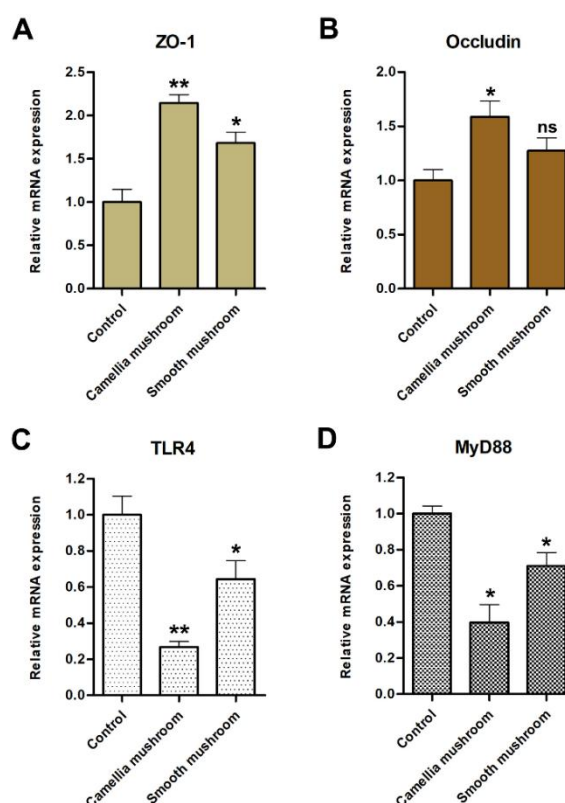 A
ZO-1
Relative mRNA expression
2.5
2.0
1.5
1.0
0.5
0.0
**
*
Control
Camellia mushroom
Smooth mushroom
B
Occludin
Relative mRNA expression
2.0
1.5
1.0
0.5
0.0
*
ns
Control
Camellia mushroom
Smooth mushroom
C
TLR4
Relative mRNA expression
1.2
1.0
0.8
0.6
0.4
0.2
0.0
**
*
Control
Camellia mushroom
Smooth mushroom
D
MyD88
Relative mRNA expression
1.2
1.0
0.8
0.6
0.4
0.2
0.0
*
*
Control
Camellia mushroom
Smooth mushroom